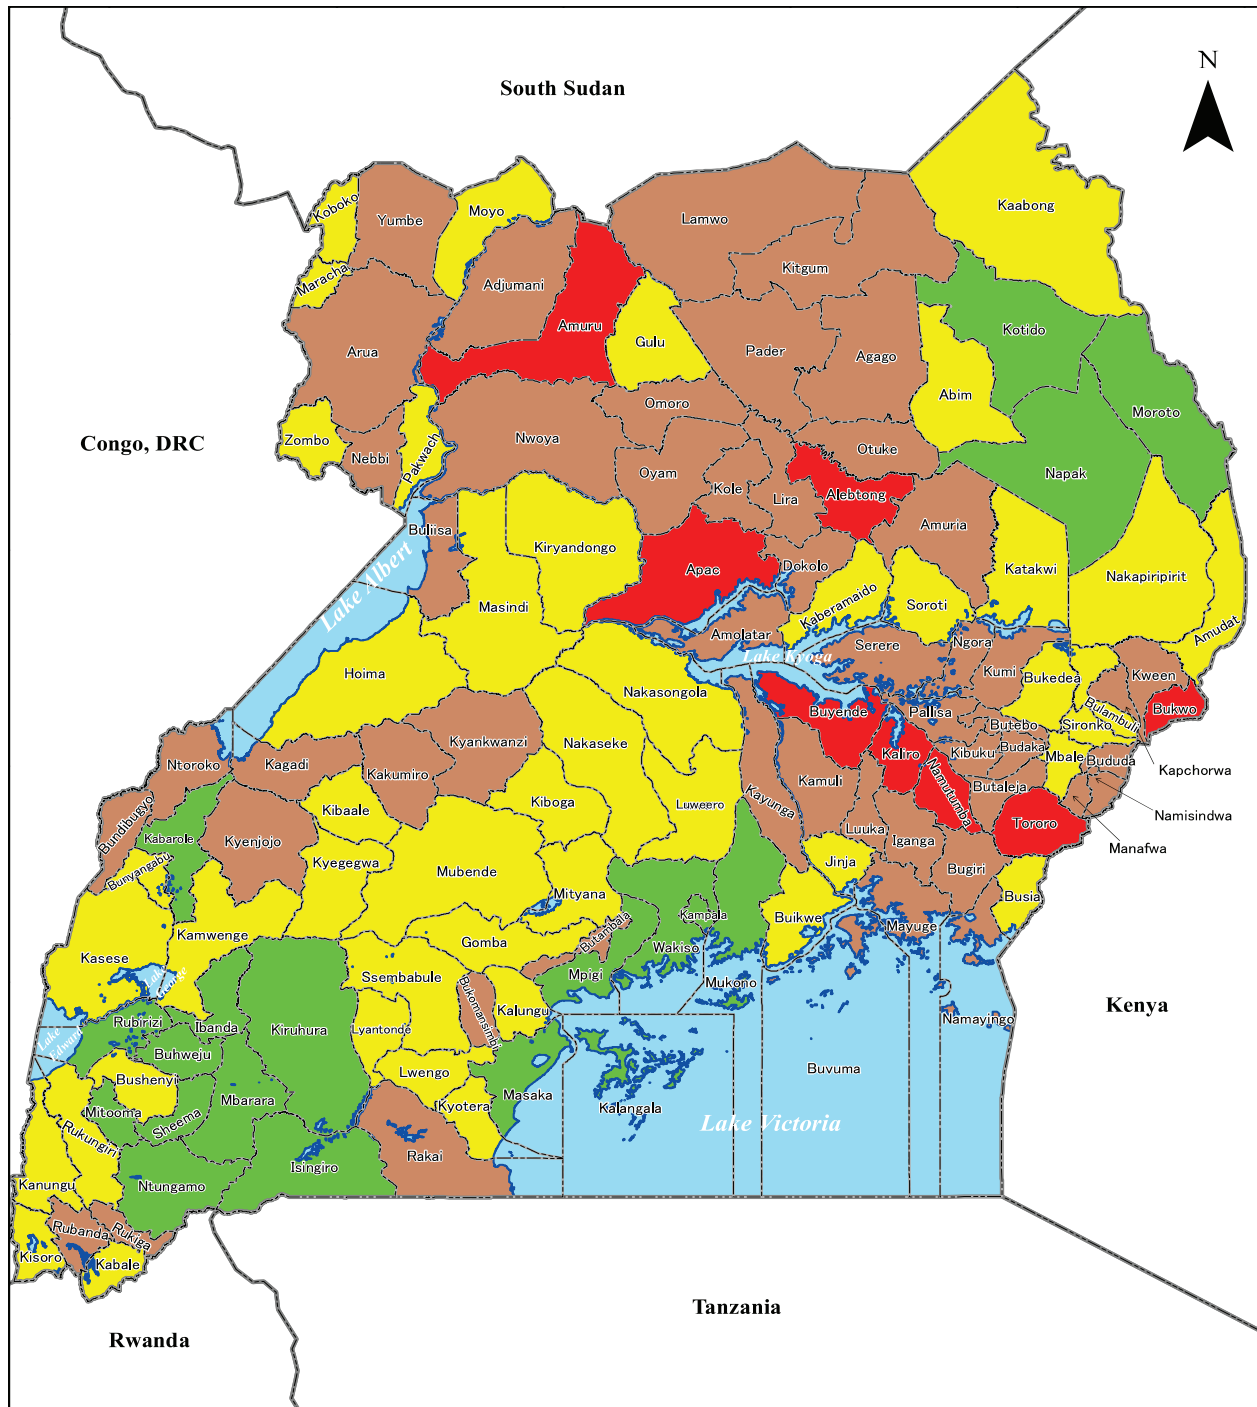 N
South Sudan
Koboko
Yumbe
Moyo
Lamwo
Kaabong
Maracha
Adjumani
Kitgum
Amuru
Gulu
Kotido
Arua
Pader
Agago
Abim
Omoro
Moroto
Congo, DRC
Zombo
Nebbi
Pakwach
Nwoya
Otuke
Napak
Oyam
Kole
Lira
Alebtong
Amuria
Buliisa
Kiryandongo
Apac
Dokolo
Katakwi
Nakapiripirit
Lake Albert
Masindi
Kaberamaido
Soroti
Amudat
Amolatar
Lake Kyoga
Serere
Ngora
Kumi
Kween
Hoima
Nakasongola
Bukedea
Bukwo
Buyende
Pallisa
Butebo
Sironko
Bulambuli
Kyankwanzi
Nakaseke
Kaliro
Kibuku
Budaka
Mbale
Bududa
Kapchorwa
Ntoroko
Kagadi
Kakumiro
Kamuli
Namutumba
Butaleja
Kayunga
Kibaale
Kiboga
Luweero
Tororo
Namisindwa
Bundibugyo
Kabarole
Kyenjojo
Luuka
Iganga
Manafwa
Bunyangabu
Kyegegwa
Mubende
Mityana
Jinja
Bugiri
Busia
Kasese
Kamwenge
Gomba
Butambala
Kampala
Buikwe
Mayuge
Wakiso
Lake
George
Ssembabule
Bukomansimbi
Kalungu
Mpigi
Mukono
Kenya
Rubirizi
Ibanda
Kiruhura
Lyantonde
Namayingo
Lake
Edward
Buhweju
Bushenyi
Lwengo
Masaka
Buvuma
Mitooma
Sheema
Mbarara
Kyotera
Kalangala
Lake Victoria
Rukungiri
Isingiro
Rakai
Kanungu
Ntungamo
Rubanda
Rukiga
Kisoro
Kabale
Tanzania
Rwanda